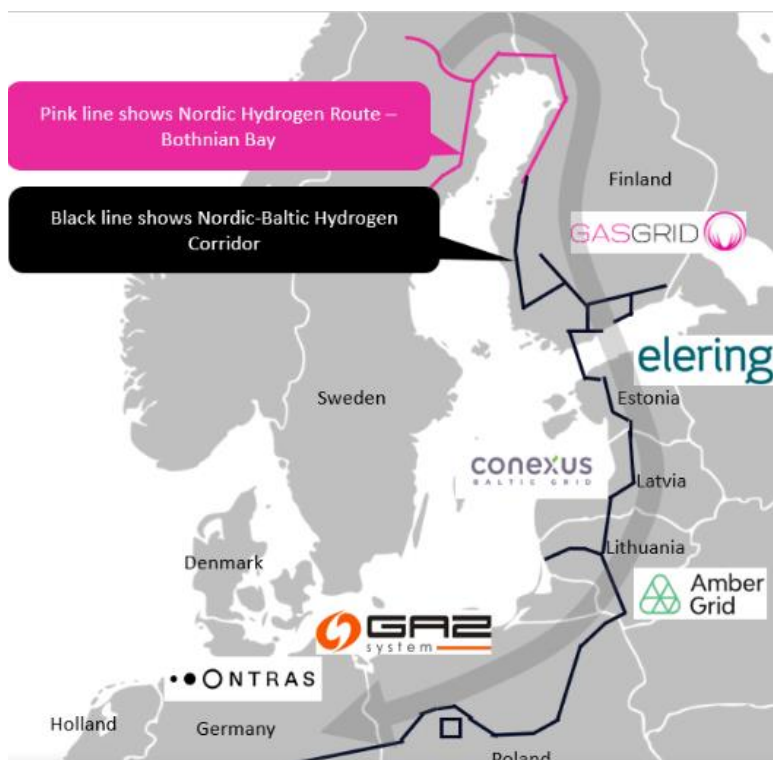 Pink line shows Nordic Hydrogen Route –
Bothnian Bay
Black line shows Nordic-Baltic Hydrogen
Corridor
Finland
GASGRID
elering
Sweden
Estonia
conexus
BALTIC GRID
Latvia
Lithuania
Denmark
Amber
Grid
GAZ
system
ONTRAS
Holland
Germany
Poland